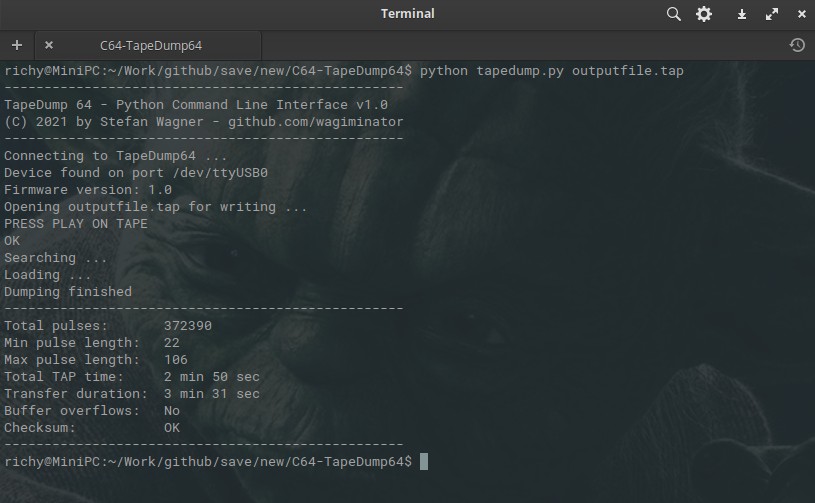 Terminal
C64-TapeDump64
richy@MiniPC:~/Work/github/save/new/C64-TapeDump64$ python tapedump.py outputfile.tap
--------------------------------------------------
TapeDump 64 - Python Command Line Interface v1.0
(C) 2021 by Stefan Wagner - github.com/wagiminator
--------------------------------------------------
Connecting to TapeDump64 ...
Device found on port /dev/ttyUSB0
Firmware version: 1.0
Opening outputfile.tap for writing ...
PRESS PLAY ON TAPE
OK
Searching ...
Loading ...
Dumping finished
--------------------------------------------------
Total pulses:       372390
Min pulse length:   22
Max pulse length:   106
Total TAP time:     2 min 50 sec
Transfer duration:  3 min 31 sec
Buffer overflows:   No
Checksum:           OK
--------------------------------------------------
richy@MiniPC:~/Work/github/save/new/C64-TapeDump64$